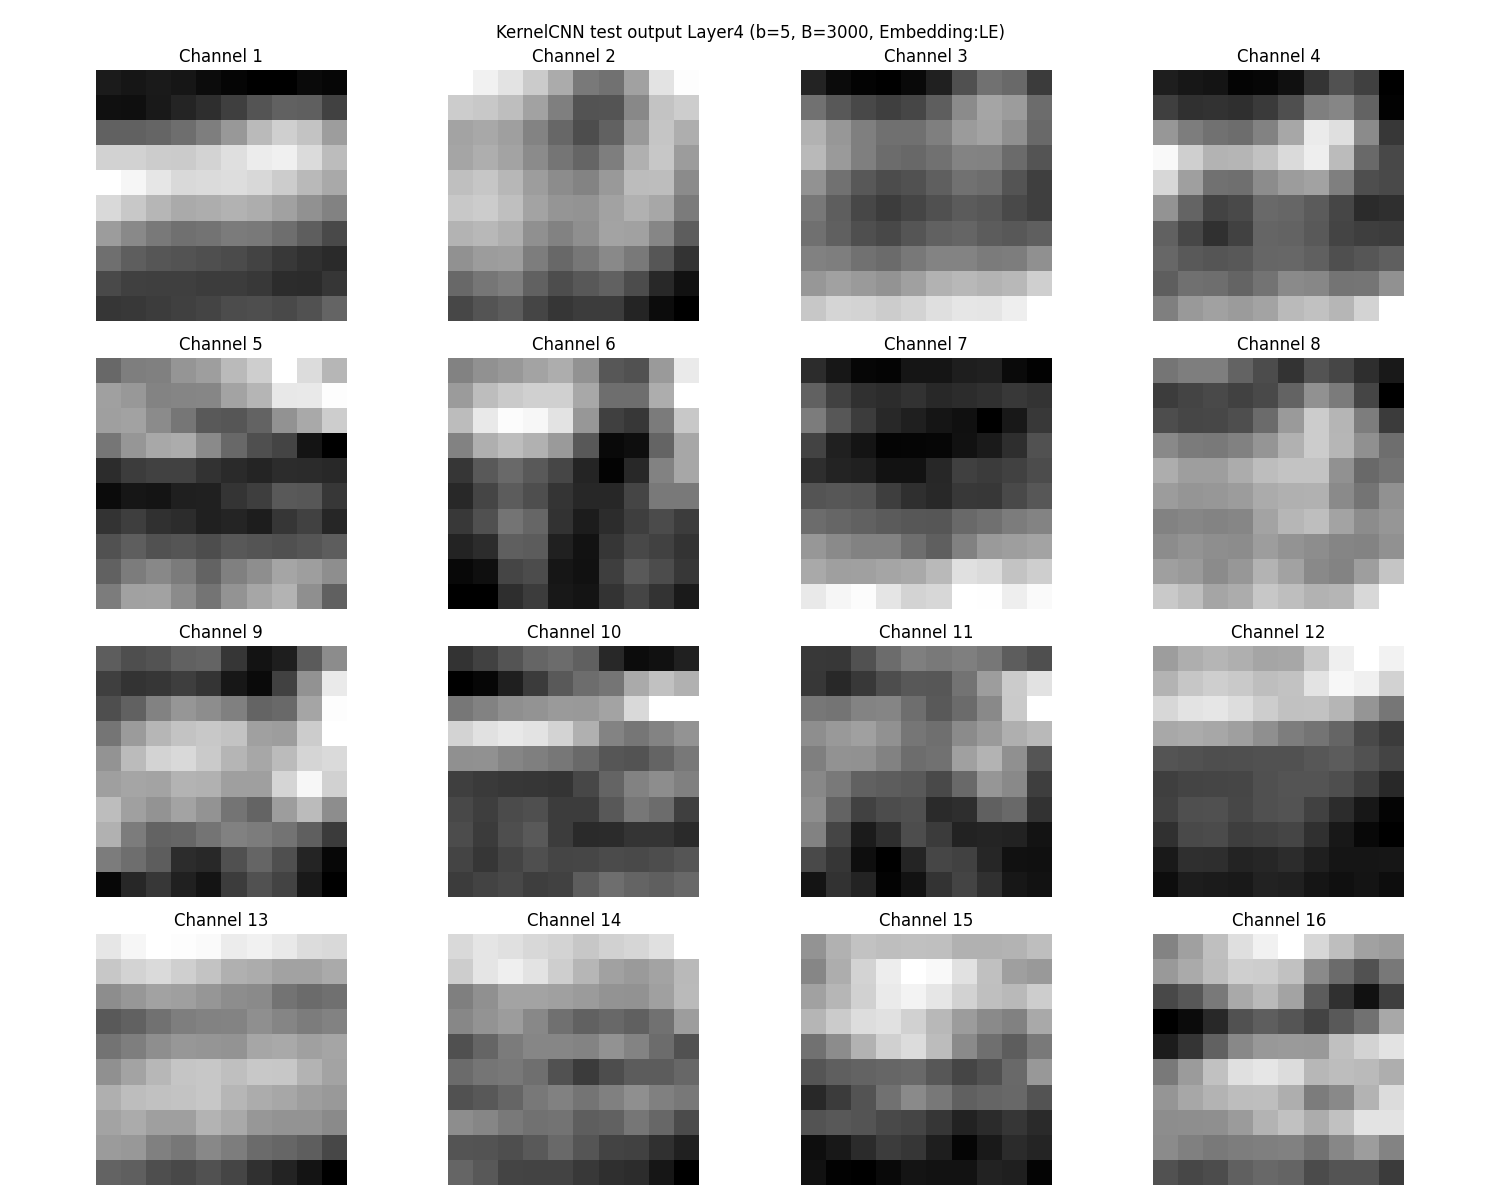 KernelCNN test output Layer4 (b=5, B=3000, Embedding:LE)
Channel 1
Channel 2
Channel 3
Channel 4
Channel 5
Channel 6
Channel 7
Channel 8
Channel 9
Channel 10
Channel 11
Channel 12
Channel 13
Channel 14
Channel 15
Channel 16